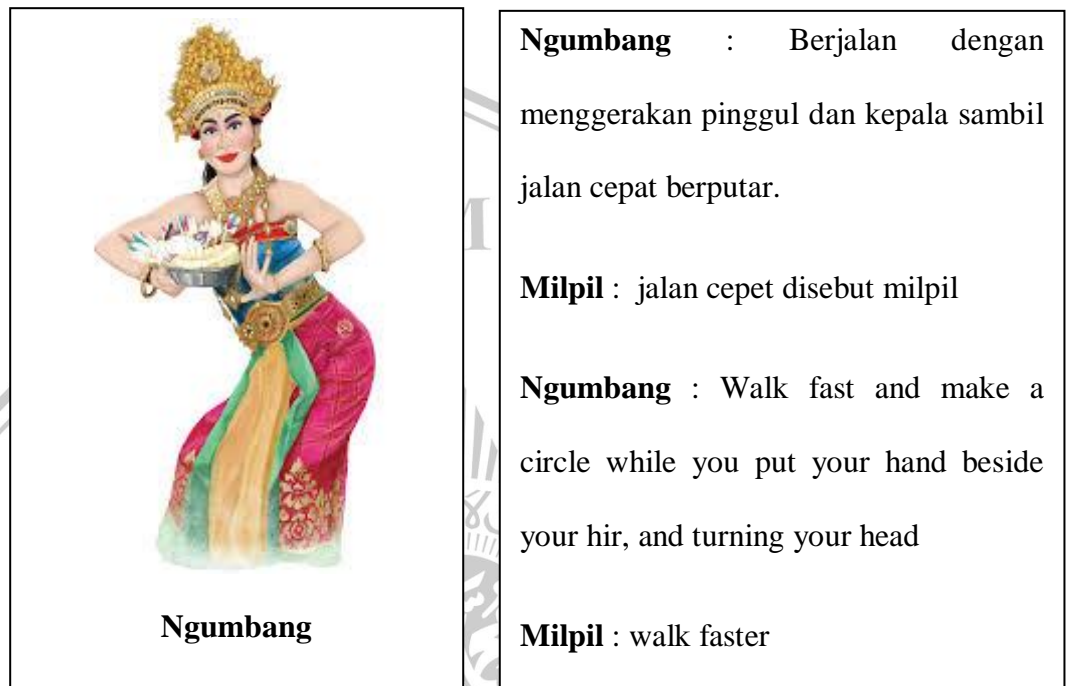 Ngumbang
Ngumbang : Berjalan dengan
menggerakan pinggul dan kepala sambil
jalan cepat berputar.
Milpil : jalan cepet disebut milpil
Ngumbang : Walk fast and make a
circle while you put your hand beside
your hir, and turning your head
Milpil : walk faster